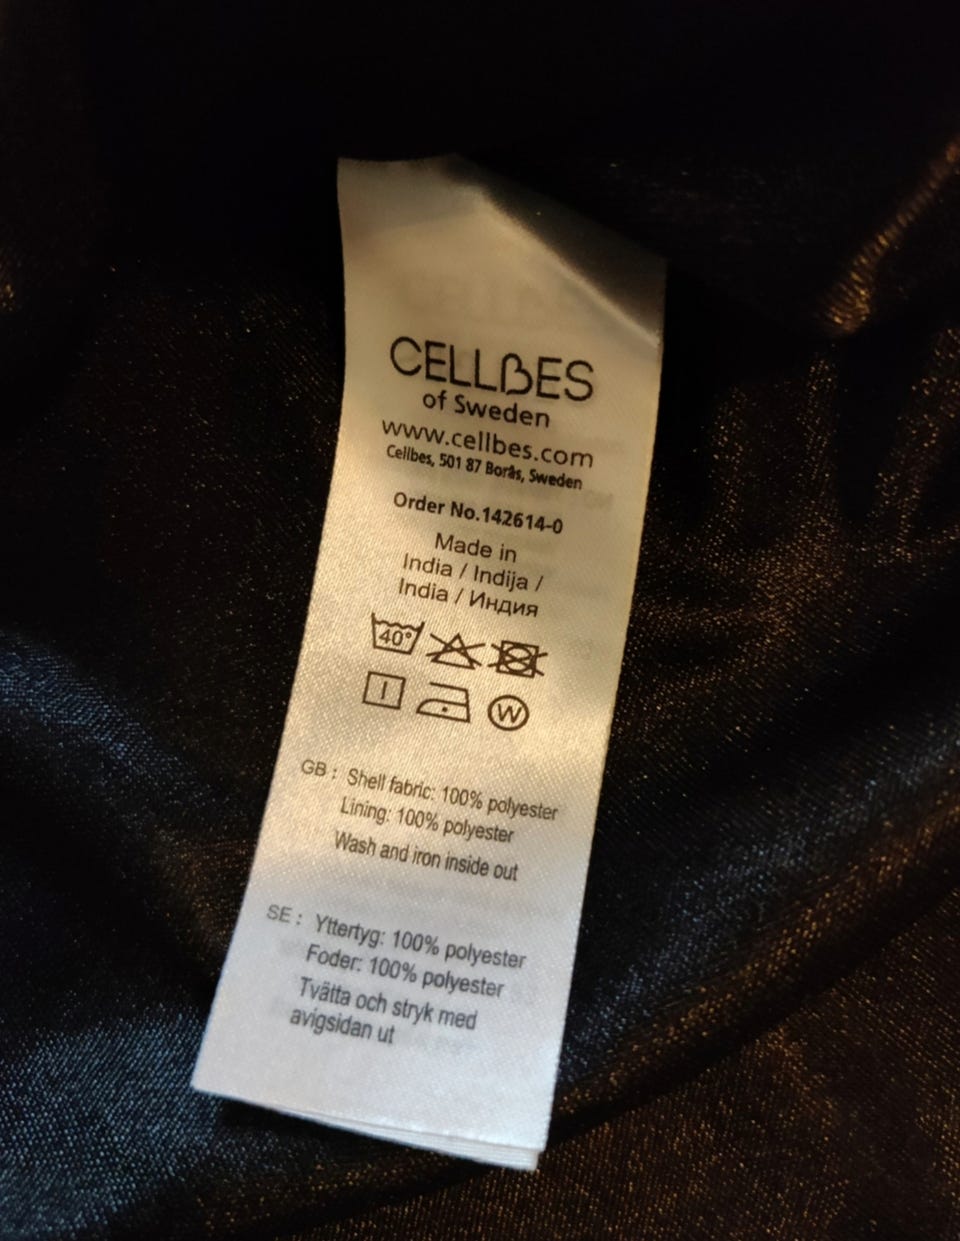 CELLBES
of Sweden
www.cellbes.com
Cellbes, 501 87 Borås, Sweden
Order No.142614-0
Made in
India / Indija /
India / Индия
40°
W
GB : Shell fabric: 100% polyester
Lining: 100% polyester
Wash and iron inside out
SE : Yttertyg: 100% polyester
Foder: 100% polyester
Tvätta och stryk med
avigsidan ut